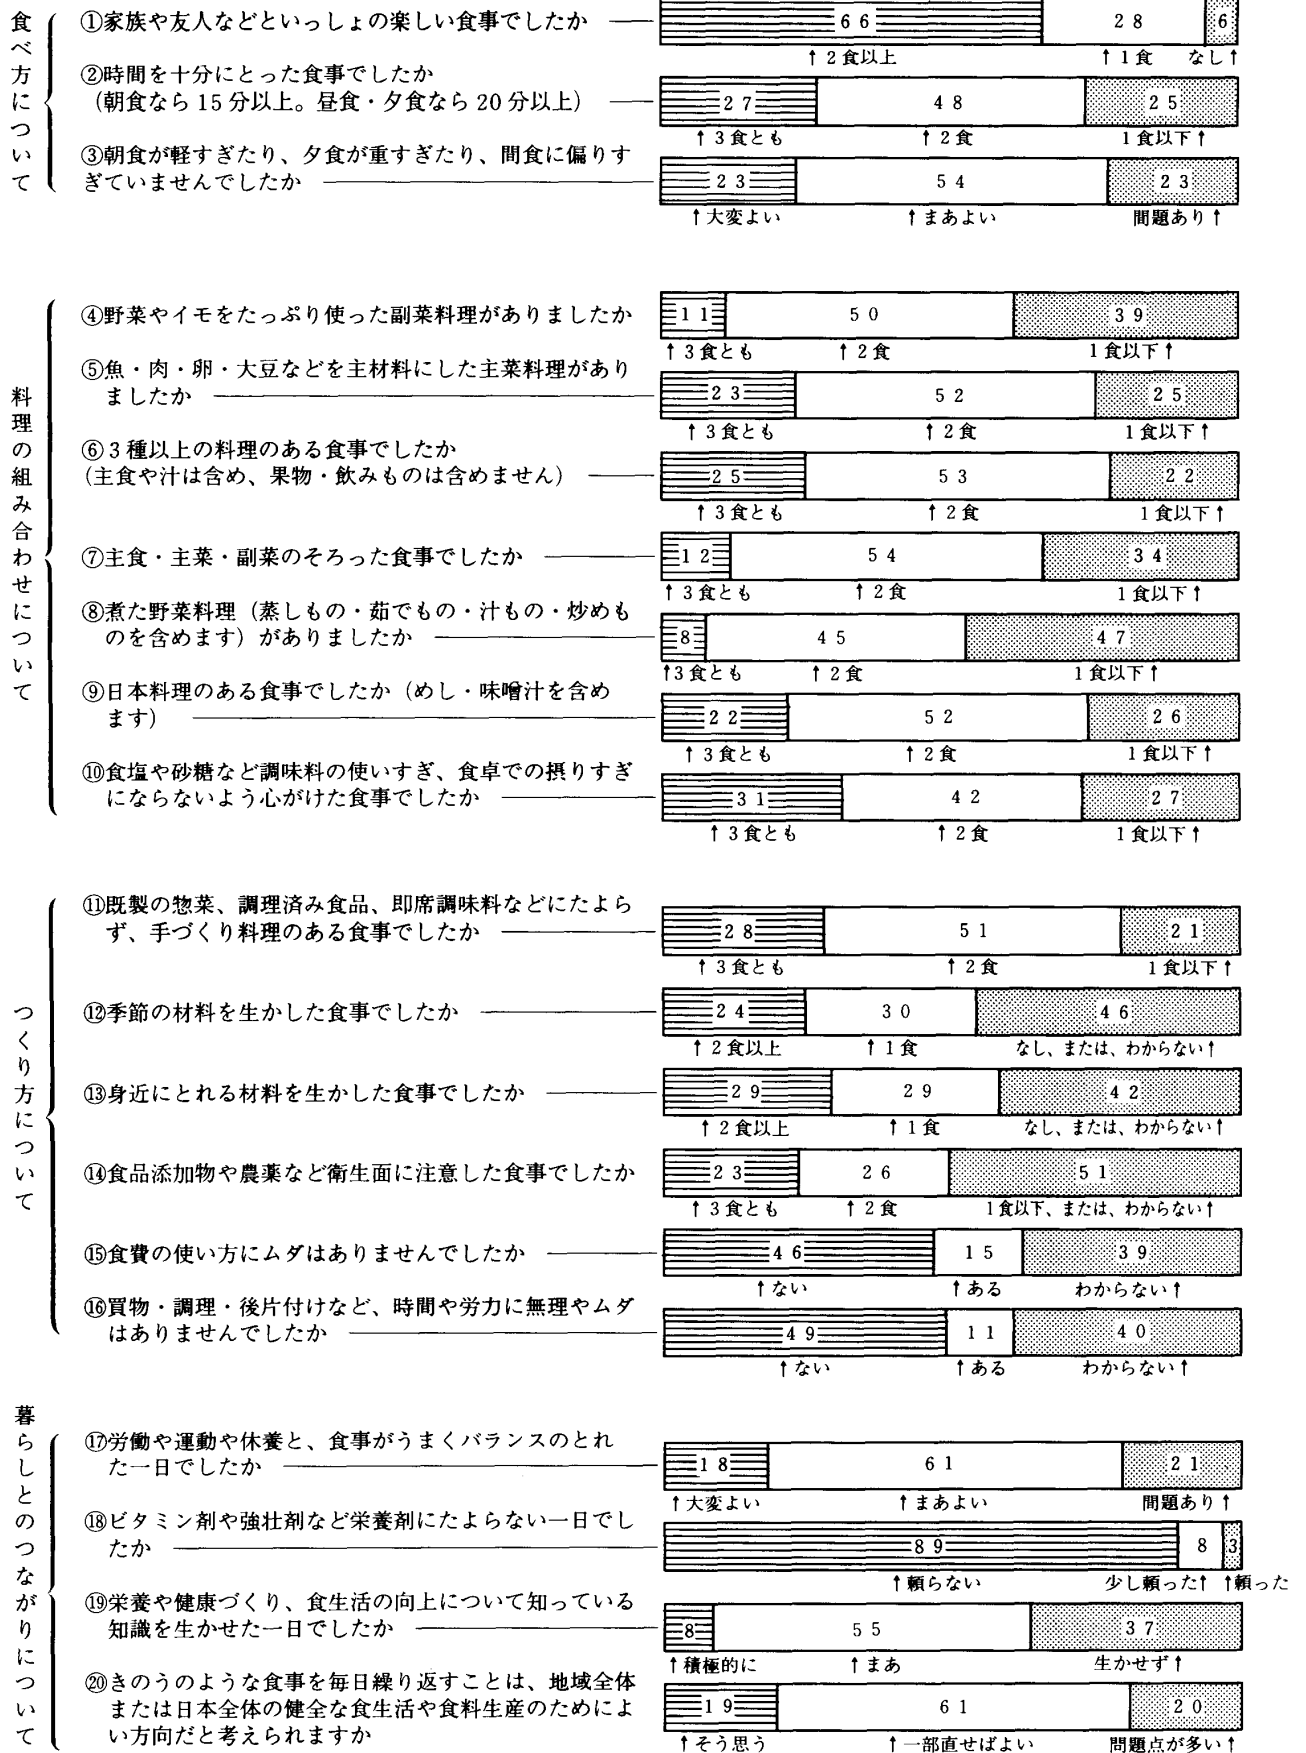 食べ方について
①家族や友人などといっしょの楽しい食事でしたか
66 28 6
↑2食以上 ↑1食 なし↑
②時間を十分にとった食事でしたか
（朝食なら15分以上。昼食・夕食なら20分以上）
27 48 25
↑3食とも ↑2食 1食以下↑
③朝食が軽すぎたり、夕食が重すぎたり、間食に偏りす
ぎていませんでしたか
23 54 23
↑大変よい ↑まあよい 問題あり↑
料理の組み合わせについて
④野菜やイモをたっぷり使った副菜料理がありましたか
11 50 39
↑3食とも ↑2食 1食以下↑
⑤魚・肉・卵・大豆などを主材料にした主菜料理があり
ましたか
23 52 25
↑3食とも ↑2食 1食以下↑
⑥3種以上の料理のある食事でしたか
（主食や汁は含め、果物・飲みものは含めません）
25 53 22
↑3食とも ↑2食 1食以下↑
⑦主食・主菜・副菜のそろった食事でしたか
12 54 34
↑3食とも ↑2食 1食以下↑
⑧煮た野菜料理（蒸しもの・茹でもの・汁もの・炒めも
のを含めます）がありましたか
8 45 47
↑3食とも ↑2食 1食以下↑
⑨日本料理のある食事でしたか（めし・味噌汁を含め
ます）
22 52 26
↑3食とも ↑2食 1食以下↑
⑩食塩や砂糖など調味料の使いすぎ、食卓での摂りすぎ
にならないよう心がけた食事でしたか
31 42 27
↑3食とも ↑2食 1食以下↑
つくり方について
⑪既製の惣菜、調理済み食品、即席調味料などにたよら
ず、手づくり料理のある食事でしたか
28 51 21
↑3食とも ↑2食 1食以下↑
⑫季節の材料を生かした食事でしたか
24 30 46
↑2食以上 ↑1食 なし、または、わからない↑
⑬身近にとれる材料を生かした食事でしたか
29 29 42
↑2食以上 ↑1食 なし、または、わからない↑
⑭食品添加物や農薬など衛生面に注意した食事でしたか
23 26 51
↑3食とも ↑2食 1食以下、または、わからない↑
⑮食費の使い方にムダはありませんでしたか
46 15 39
↑ない ↑ある わからない↑
⑯買物・調理・後片付けなど、時間や労力に無理やムダ
はありませんでしたか
49 11 40
↑ない ↑ある わからない↑
暮らしとのつながりについて
⑰労働や運動や休養と、食事がうまくバランスのとれ
た一日でしたか
18 61 21
↑大変よい ↑まあよい 問題あり↑
⑱ビタミン剤や強壮剤など栄養剤にたよらない一日でし
たか
89 8 3
↑頼らない 少し頼った↑ ↑頼った
⑲栄養や健康づくり、食生活の向上について知っている
知識を生かせた一日でしたか
8 55 37
↑積極的に ↑まあ 生かせず↑
⑳きのうのような食事を毎日繰り返すことは、地域全体
または日本全体の健全な食生活や食料生産のためによ
い方向だと考えられますか
19 61 20
↑そう思う ↑一部直せばよい 問題点が多い↑